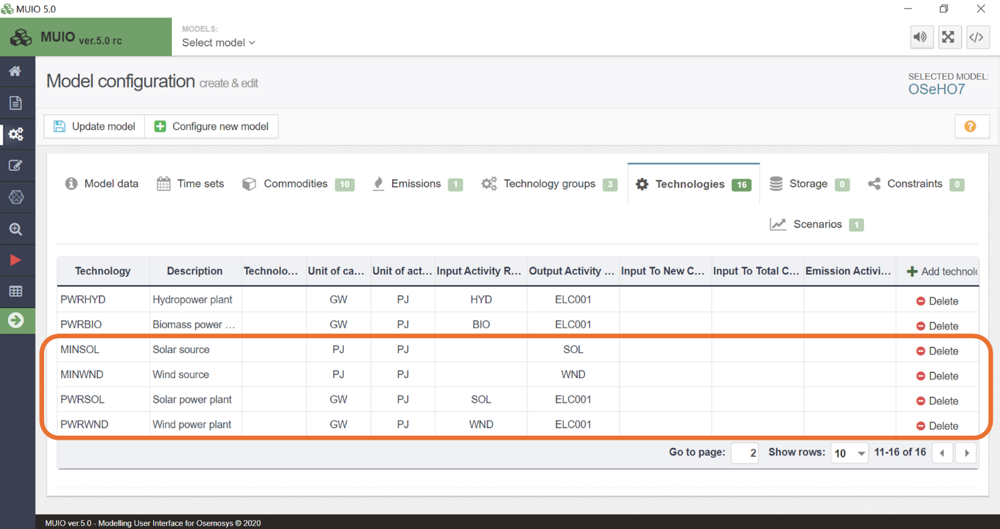 MUIO 5.0
MUIO ver.5.0 rc
MODELS:
Select model
Model configuration create & edit
SELECTED MODEL:
OSeHO7
Update model
Configure new model
Model data
Time sets
Commodities 10
Emissions 1
Technology groups 3
Technologies 16
Storage 0
Constraints 0
Scenarios 1
Technology Description Technolo... Unit of ca... Unit of act... Input Activity R... Output Activity ... Input To New C... Input To Total C... Emission Activi... Add technolo
PWRHYD Hydropower plant GW PJ HYD ELC001 Delete
PWRBIO Biomass power ... GW PJ BIO ELC001 Delete
MINSOL Solar source PJ PJ SOL Delete
MINWND Wind source PJ PJ WND Delete
PWRSOL Solar power plant GW PJ SOL ELC001 Delete
PWRWND Wind power plant GW PJ WND ELC001 Delete
Go to page: 2 Show rows: 10 11-16 of 16
MUIO ver.5.0 - Modelling User Interface for Osemosys © 2020